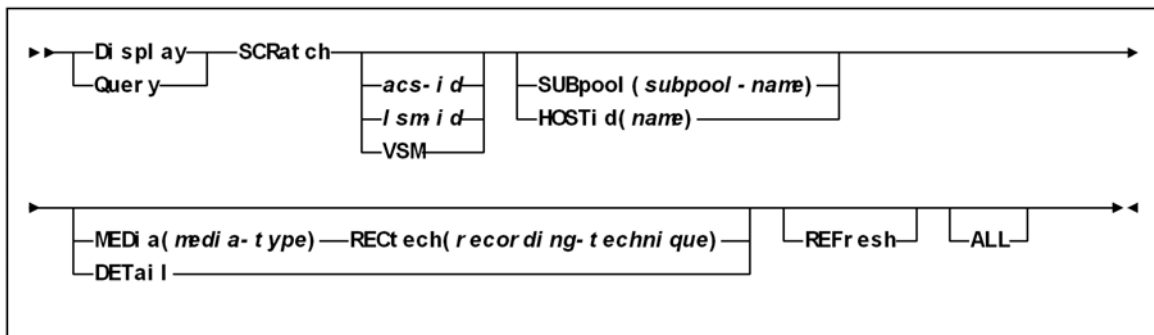 Display SCRatch
Query
acs-id SUBpool(subpool-name)
lsm-id HOSTid(name)
VSM
MEDia(media-type) RECtech(recording-technique) REFresh ALL
DETail